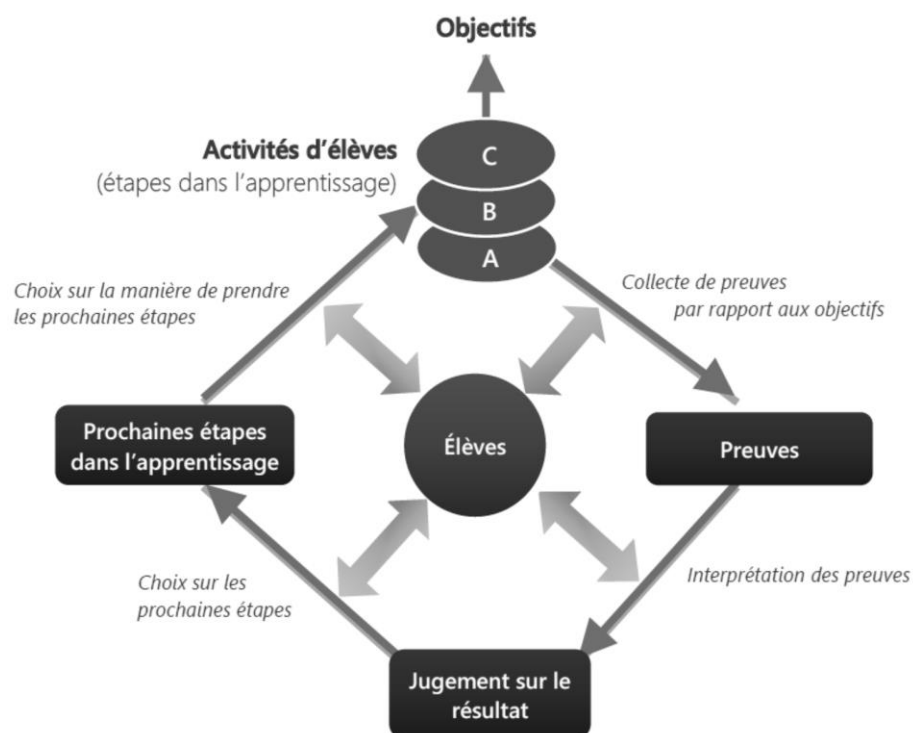 Objectifs
Activités d'élèves
(étapes dans l'apprentissage)
C
B
A
Choix sur la manière de prendre
les prochaines étapes
Collecte de preuves
par rapport aux objectifs
Prochaines étapes
dans l'apprentissage
Élèves
Preuves
Choix sur les
prochaines étapes
Interprétation des preuves
Jugement sur le
résultat